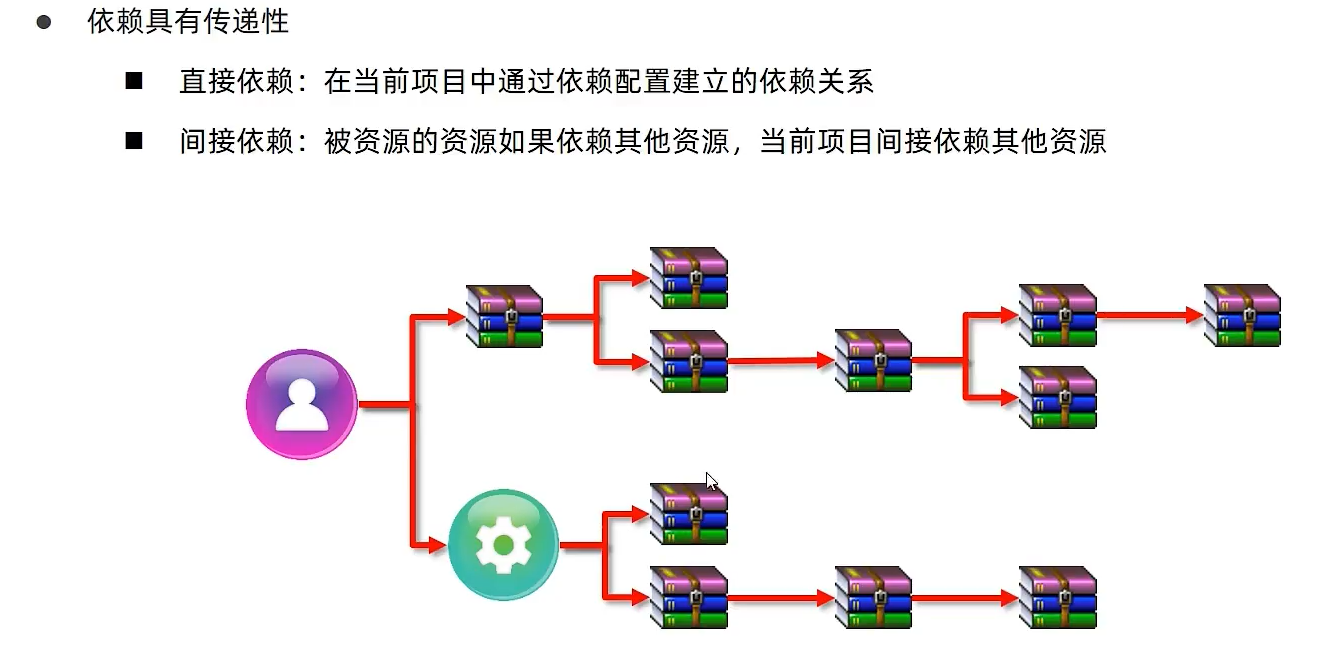 依赖具有传递性
直接依赖：在当前项目中通过依赖配置建立的依赖关系
间接依赖：被资源的资源如果依赖其他资源，当前项目间接依赖其他资源